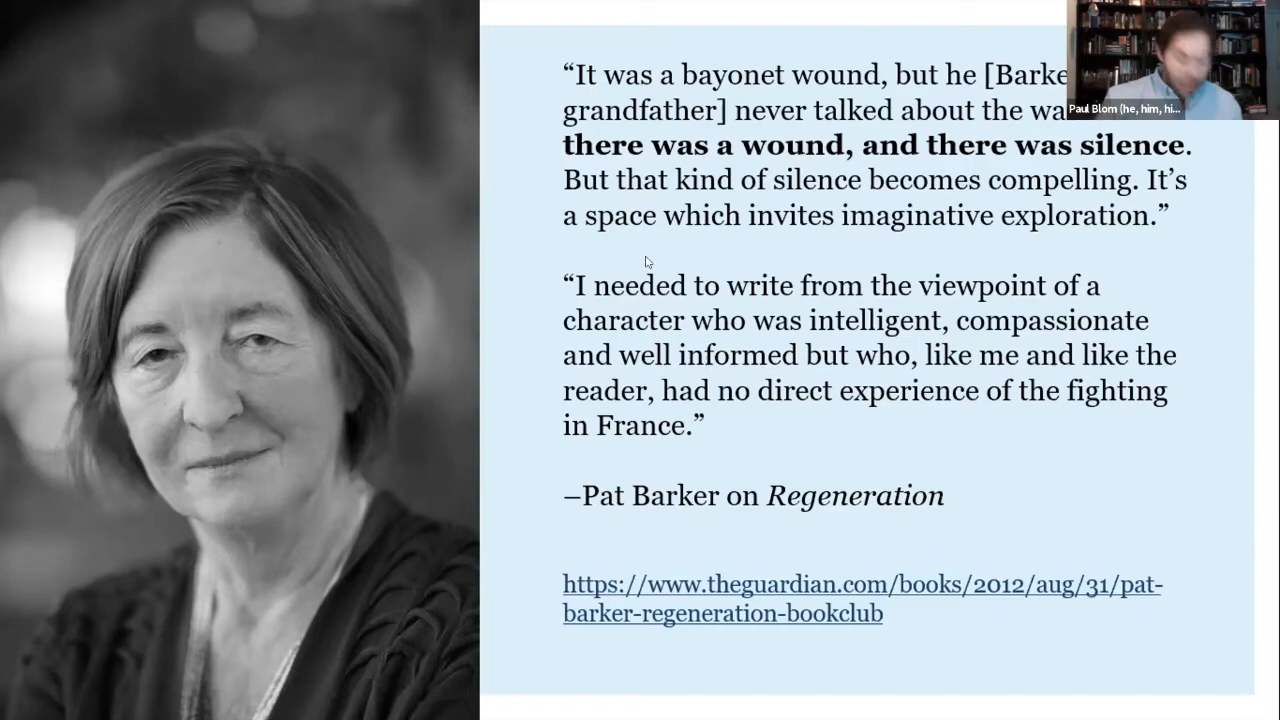 “It was a bayonet wound, but he [Barke
grandfather] never talked about the wa
there was a wound, and there was silence.
But that kind of silence becomes compelling. It’s
a space which invites imaginative exploration.”
“I needed to write from the viewpoint of a
character who was intelligent, compassionate
and well informed but who, like me and like the
reader, had no direct experience of the fighting
in France.”
–Pat Barker on Regeneration
https://www.theguardian.com/books/2012/aug/31/pat-
barker-regeneration-bookclub
Paul Blom (he, him, hi...